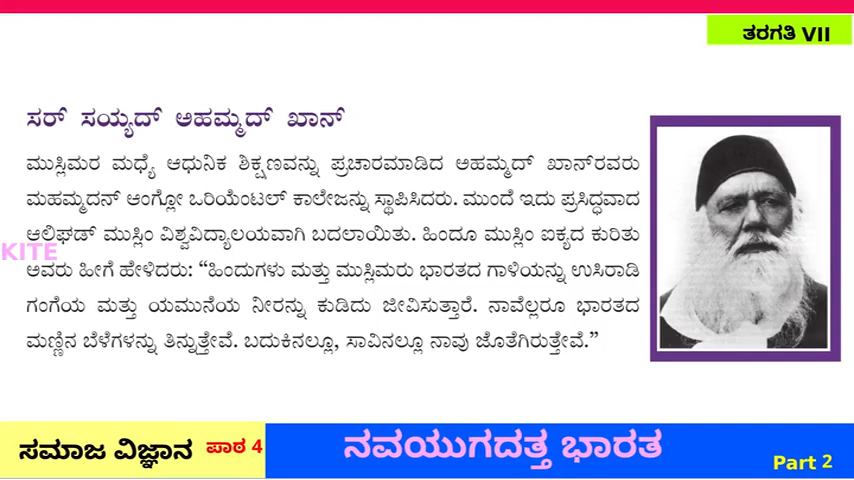 ತರಗತಿ VII
ಸರ್ ಸಯ್ಯದ್ ಅಹಮ್ಮದ್ ಖಾನ್
ಮುಸ್ಲಿಮರ ಮಧ್ಯೆ ಆಧುನಿಕ ಶಿಕ್ಷಣವನ್ನು ಪ್ರಚಾರಮಾಡಿದ ಅಹಮ್ಮದ್ ಖಾನ್‌ರವರು
ಮಹಮ್ಮದನ್ ಆಂಗ್ಲೋ ಒರಿಯೆಂಟಲ್ ಕಾಲೇಜನ್ನು ಸ್ಥಾಪಿಸಿದರು. ಮುಂದೆ ಇದು ಪ್ರಸಿದ್ಧವಾದ
ಆಲಿಘಡ್ ಮುಸ್ಲಿಂ ವಿಶ್ವವಿದ್ಯಾಲಯವಾಗಿ ಬದಲಾಯಿತು. ಹಿಂದೂ ಮುಸ್ಲಿಂ ಐಕ್ಯದ ಕುರಿತು
KITE
ಅವರು ಹೀಗೆ ಹೇಳಿದರು: “ಹಿಂದುಗಳು ಮತ್ತು ಮುಸ್ಲಿಮರು ಭಾರತದ ಗಾಳಿಯನ್ನು ಉಸಿರಾಡಿ
ಗಂಗೆಯ ಮತ್ತು ಯಮುನೆಯ ನೀರನ್ನು ಕುಡಿದು ಜೀವಿಸುತ್ತಾರೆ. ನಾವೆಲ್ಲರೂ ಭಾರತದ
ಮಣ್ಣಿನ ಬೆಳೆಗಳನ್ನು ತಿನ್ನುತ್ತೇವೆ. ಬದುಕಿನಲ್ಲೂ, ಸಾವಿನಲ್ಲೂ ನಾವು ಜೊತೆಗಿರುತ್ತೇವೆ.”
ಸಮಾಜ ವಿಜ್ಞಾನ ಪಾಠ 4
ನವಯುಗದತ್ತ ಭಾರತ
Part 2